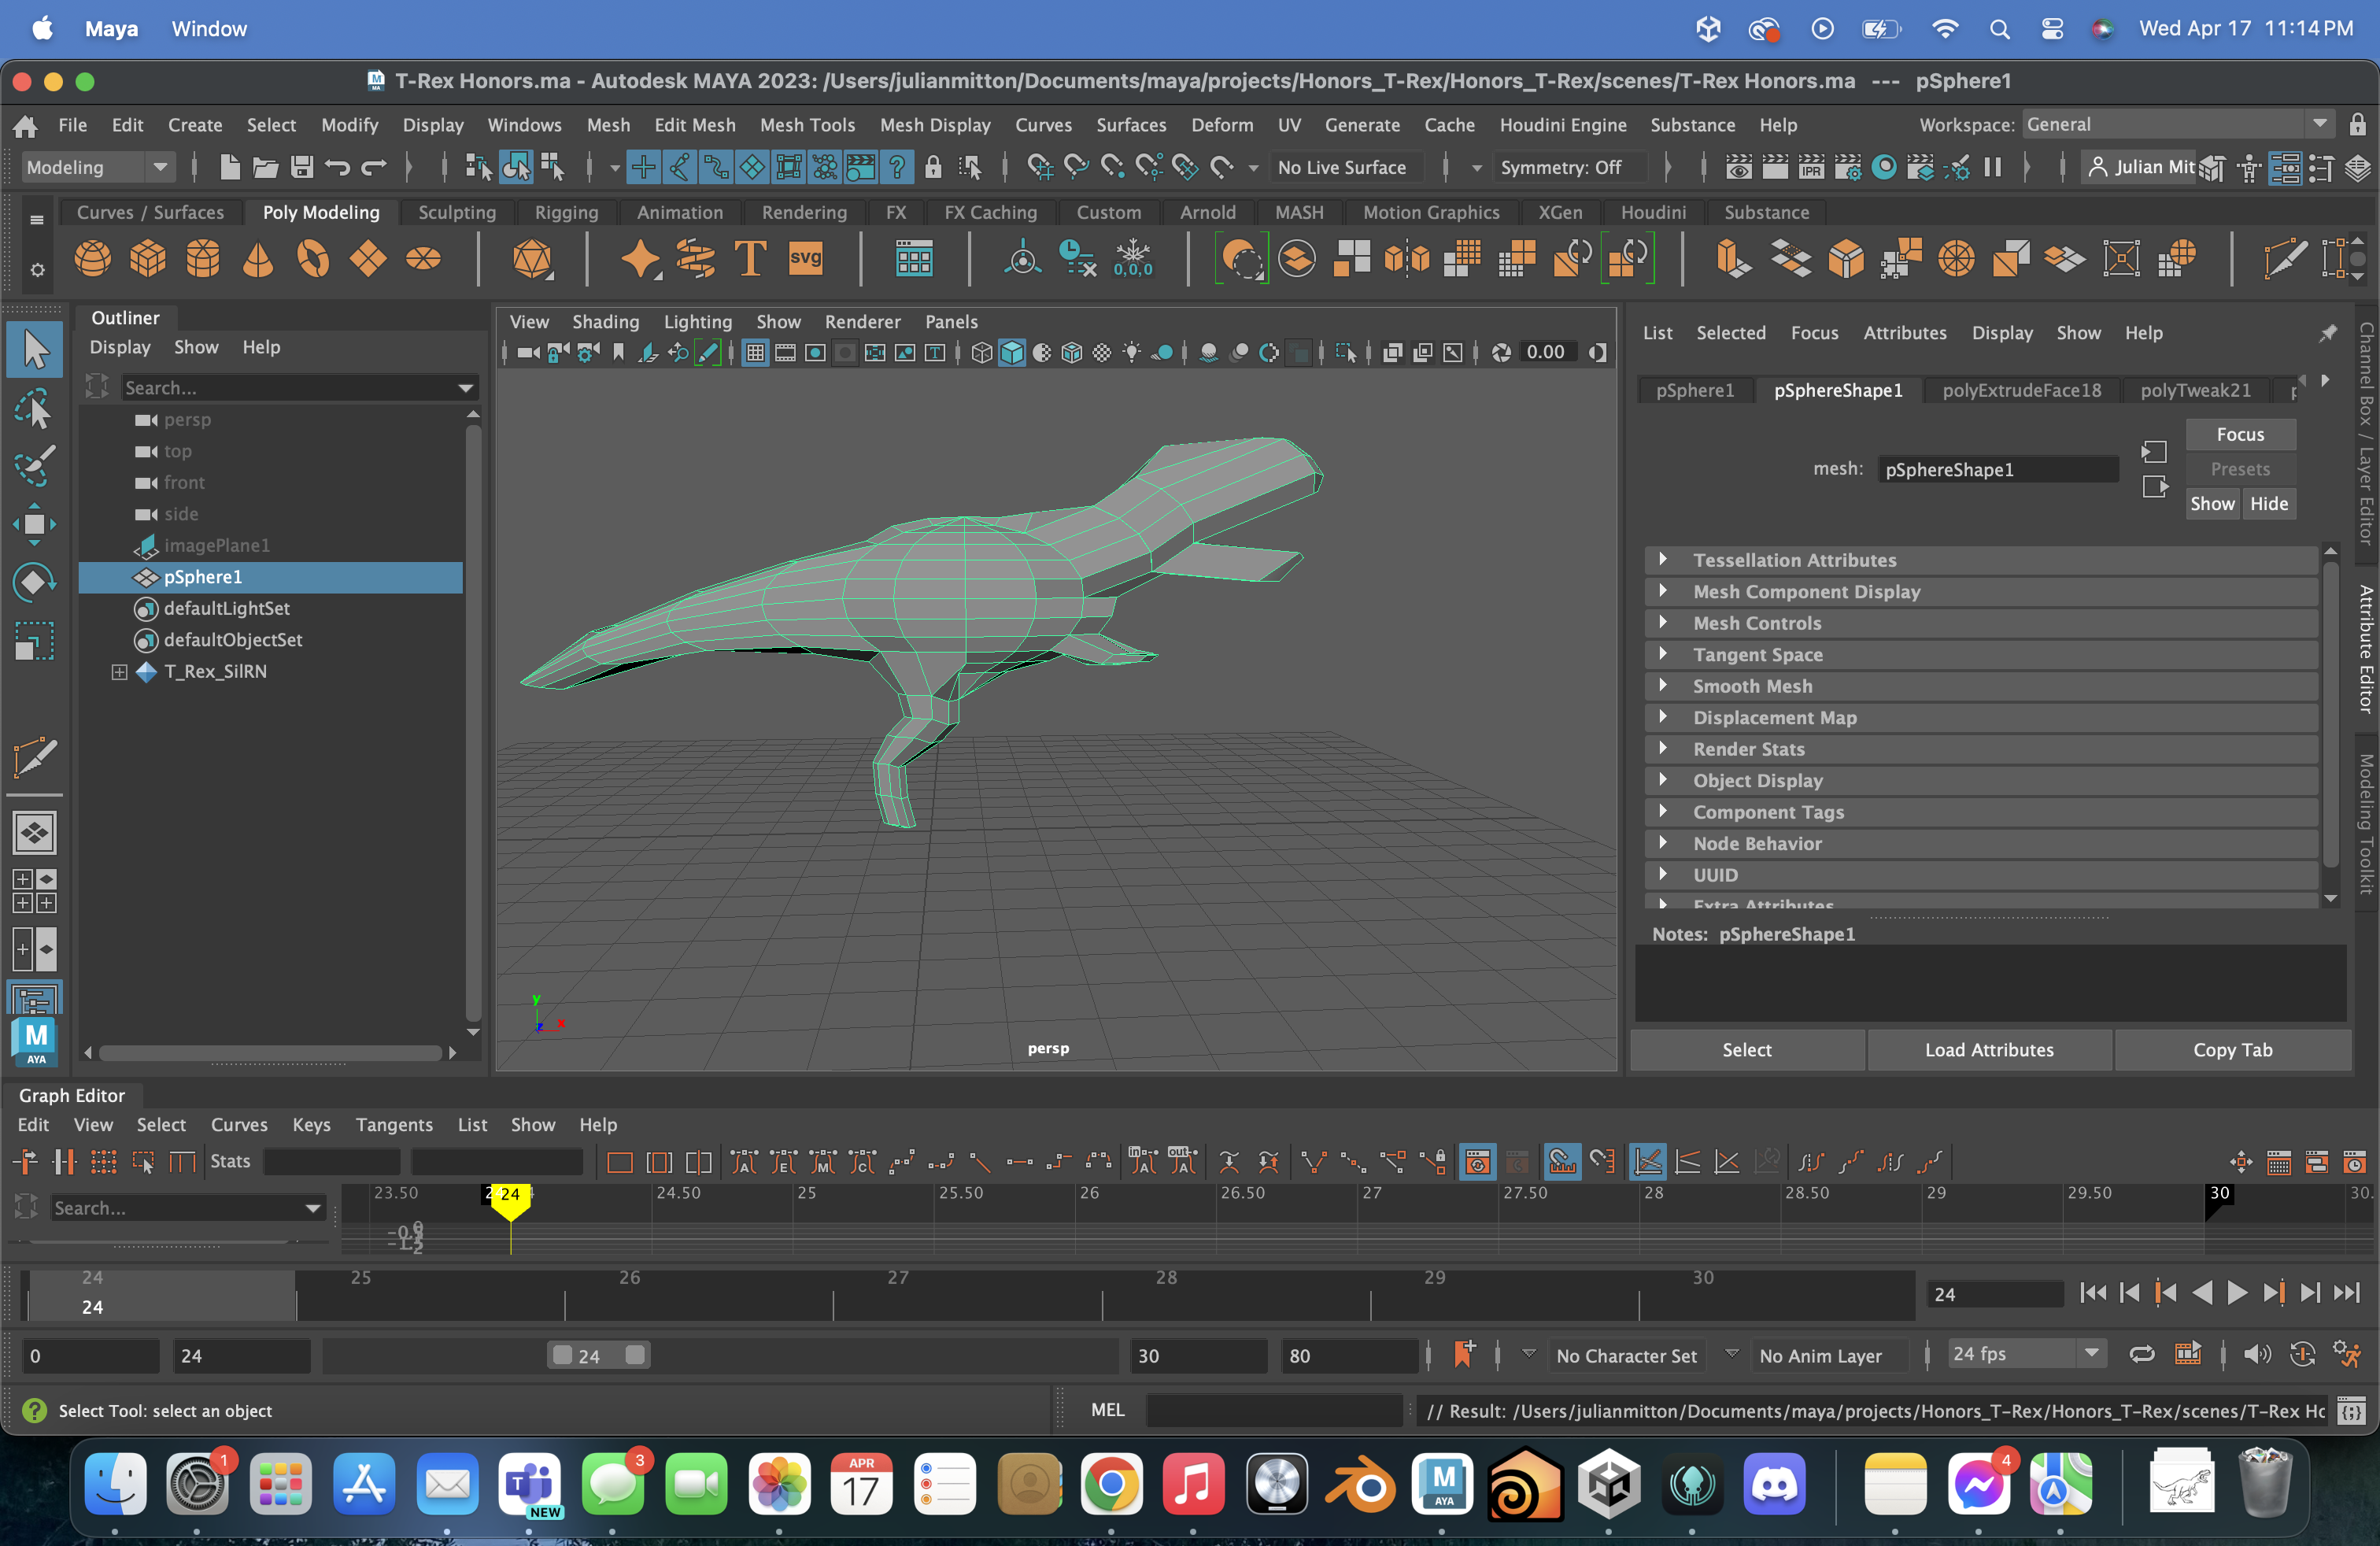 Maya Window Wed Apr 17 11:14 PM
T-Rex Honors.ma - Autodesk MAYA 2023: /Users/julianmitton/Documents/maya/projects/Honors_T-Rex/Honors_T-Rex/scenes/T-Rex Honors.ma --- pSphere1
File Edit Create Select Modify Display Windows Mesh Edit Mesh Mesh Tools Mesh Display Curves Surfaces Deform UV Generate Cache Houdini Engine Substance Help Workspace: General
Modeling No Live Surface Symmetry: Off IPR Julian Mit
Curves / Surfaces Poly Modeling Sculpting Rigging Animation Rendering FX FX Caching Custom Arnold MASH Motion Graphics XGen Houdini Substance
T svg 0,0,0
Outliner
Display Show Help
Search...
persp
top
front
side
imagePlane1
pSphere1
defaultLightSet
defaultObjectSet
T_Rex_SilRN
View Shading Lighting Show Renderer Panels
0.00
y
z x
persp
List Selected Focus Attributes Display Show Help
pSphere1 pSphereShape1 polyExtrudeFace18 polyTweak21
mesh: pSphereShape1
Focus
Presets
Show Hide
Tessellation Attributes
Mesh Component Display
Mesh Controls
Tangent Space
Smooth Mesh
Displacement Map
Render Stats
Object Display
Component Tags
Node Behavior
UUID
Extra Attributes
Notes: pSphereShape1
Select Load Attributes Copy Tab
Channel Box / Layer Editor
Attribute Editor
Modeling Toolkit
M
AYA
Graph Editor
Edit View Select Curves Keys Tangents List Show Help
Stats
Search...
23.50 24 24.50 25 25.50 26 26.50 27 27.50 28 28.50 29 29.50 30 30.
24 25 26 27 28 29 30
24
24
0 24 24 30 80 No Character Set No Anim Layer 24 fps
Select Tool: select an object MEL // Result: /Users/julianmitton/Documents/maya/projects/Honors_T-Rex/Honors_T-Rex/scenes/T-Rex Ho
1 3 4
NEW
APR
17
M
AYA